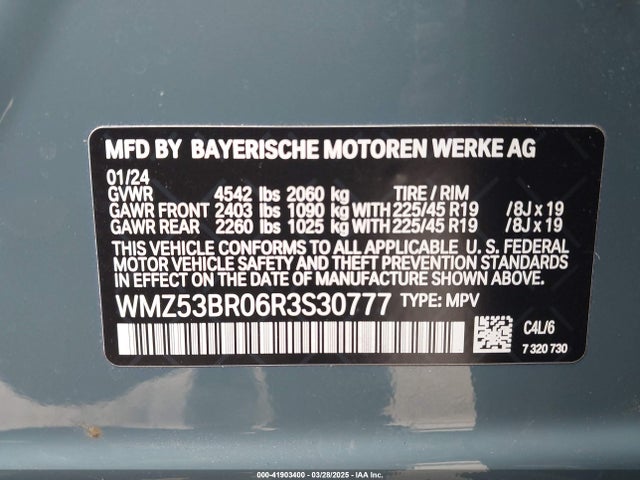 MFD BY BAYERISCHE MOTOREN WERKE AG
01/24
GVWR 4542 lbs 2060 kg TIRE / RIM
GAWR FRONT 2403 lbs 1090 kg WITH 225/45 R19 /8J x 19
GAWR REAR 2260 lbs 1025 kg WITH 225/45 R19 /8J x 19
THIS VEHICLE CONFORMS TO ALL APPLICABLE U. S. FEDERAL
MOTOR VEHICLE SAFETY AND THEFT PREVENTION STANDARDS
IN EFFECT ON THE DATE OF MANUFACTURE SHOWN ABOVE.
WMZ53BR06R3S30777 TYPE: MPV
C4L/6
7 320 730
000-41903400 - 03/28/2025 - IAA Inc.